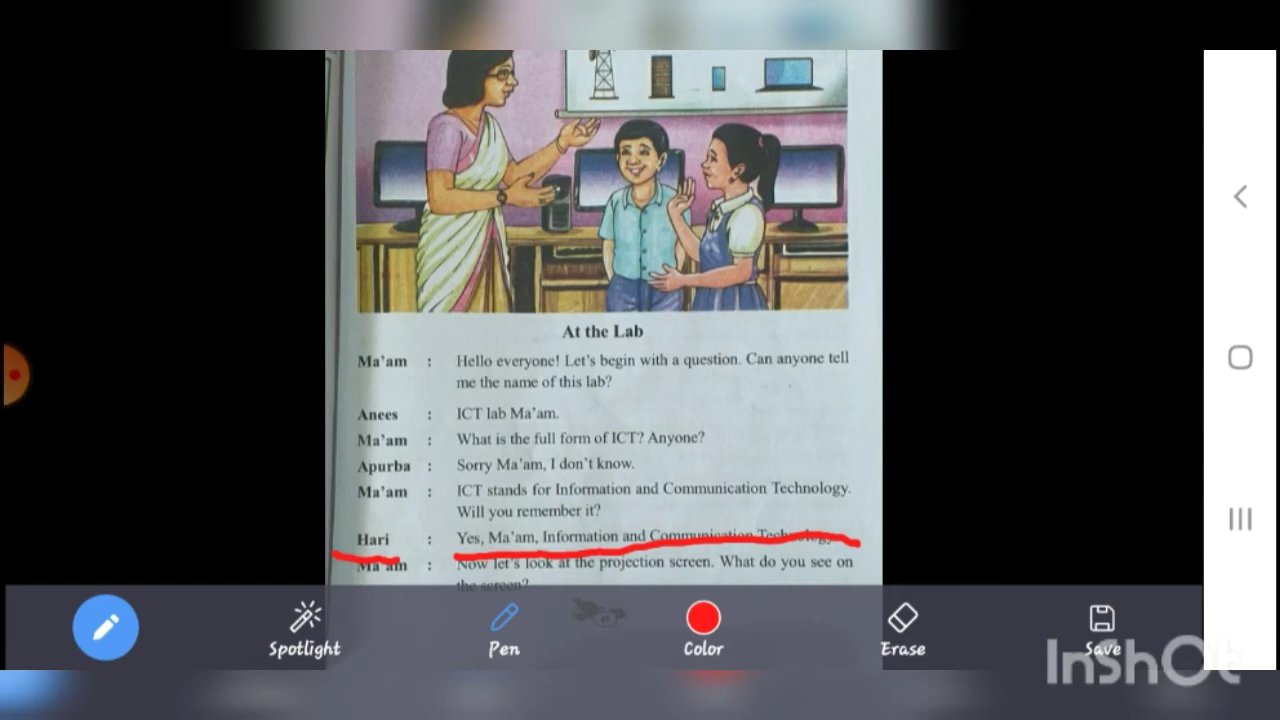 At the Lab
Ma'am : Hello everyone! Let's begin with a question. Can anyone tell
me the name of this lab?
Anees : ICT lab Ma'am.
Ma'am : What is the full form of ICT? Anyone?
Apurba : Sorry Ma'am, I don't know.
Ma'am : ICT stands for Information and Communication Technology.
Will you remember it?
Hari : Yes, Ma'am, Information and Communication Technology.
Ma'am : Now let's look at the projection screen. What do you see on
the screen?
45
Spotlight
Pen
Color
Erase
Save
InShOt